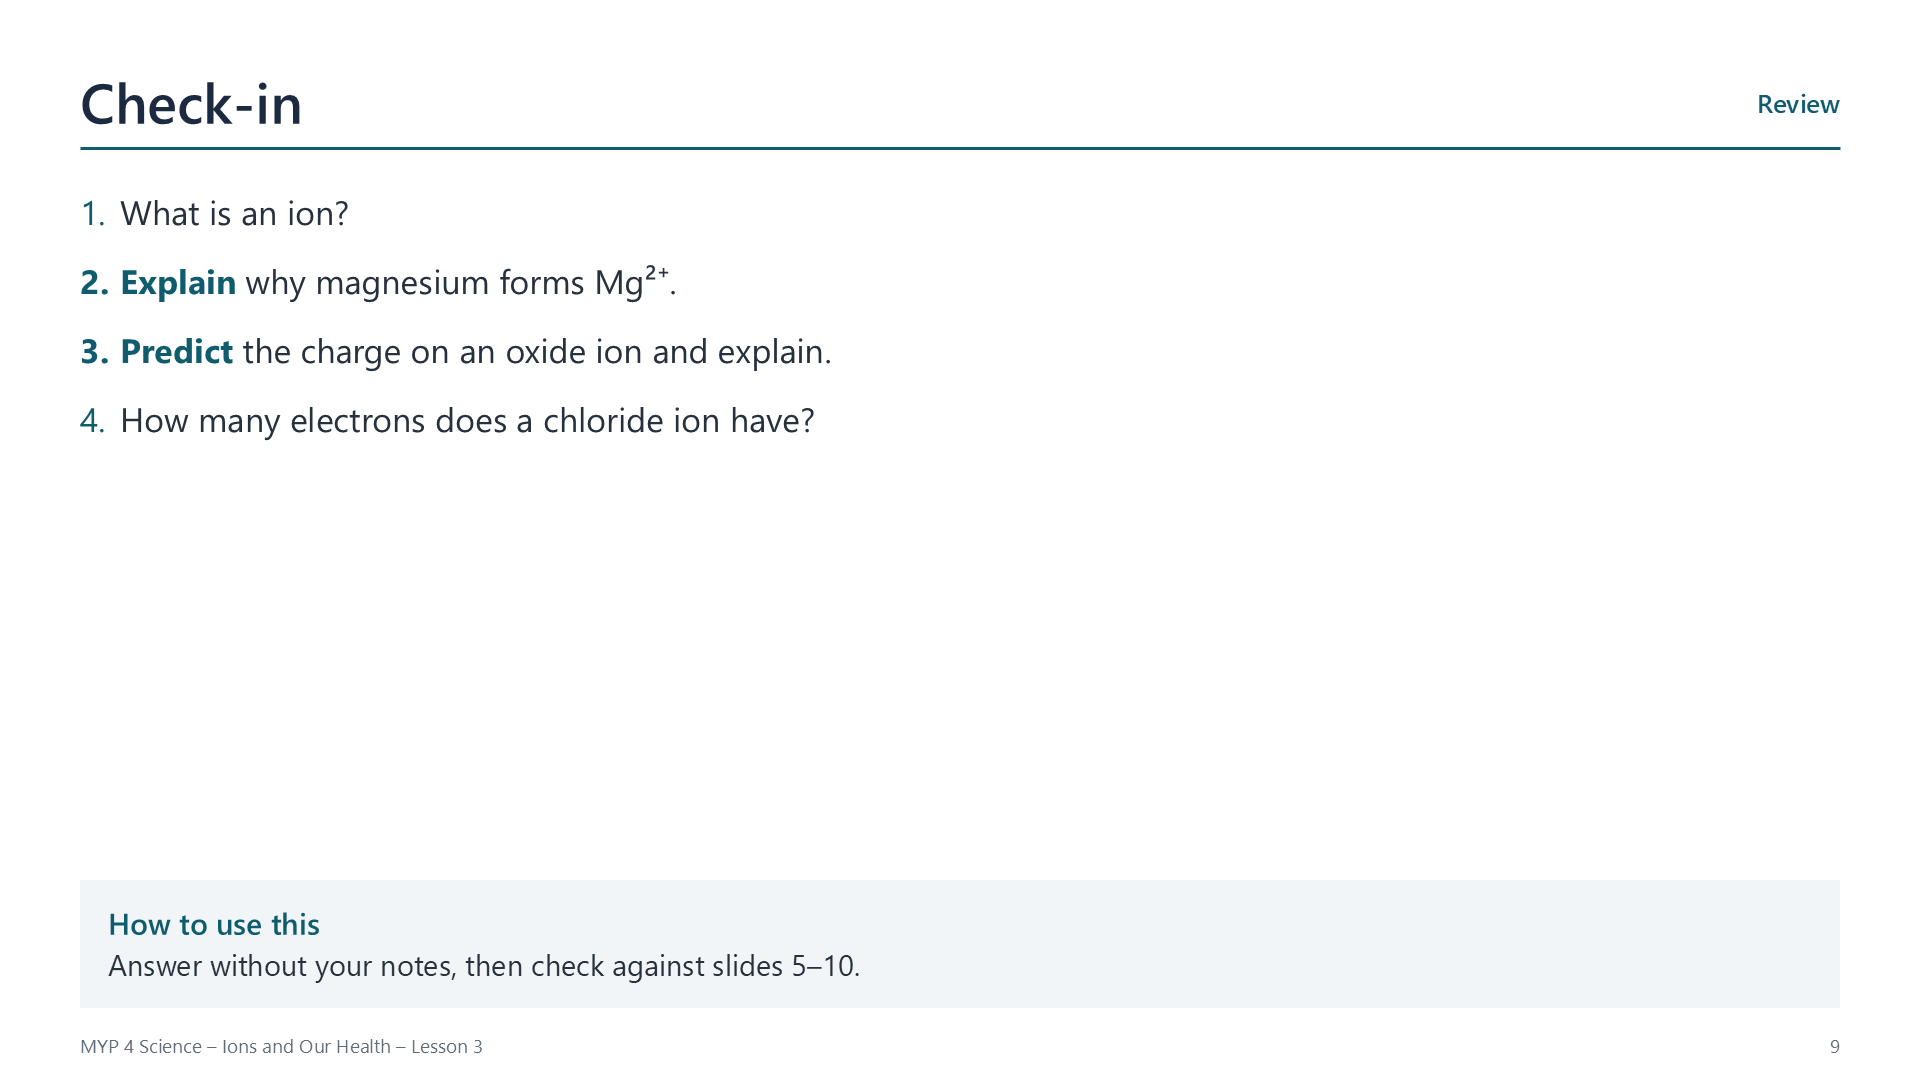 Check-in
Review
1. What is an ion?
2. Explain why magnesium forms Mg²⁺.
3. Predict the charge on an oxide ion and explain.
4. How many electrons does a chloride ion have?
How to use this
Answer without your notes, then check against slides 5–10.
MYP 4 Science – Ions and Our Health – Lesson 3
9